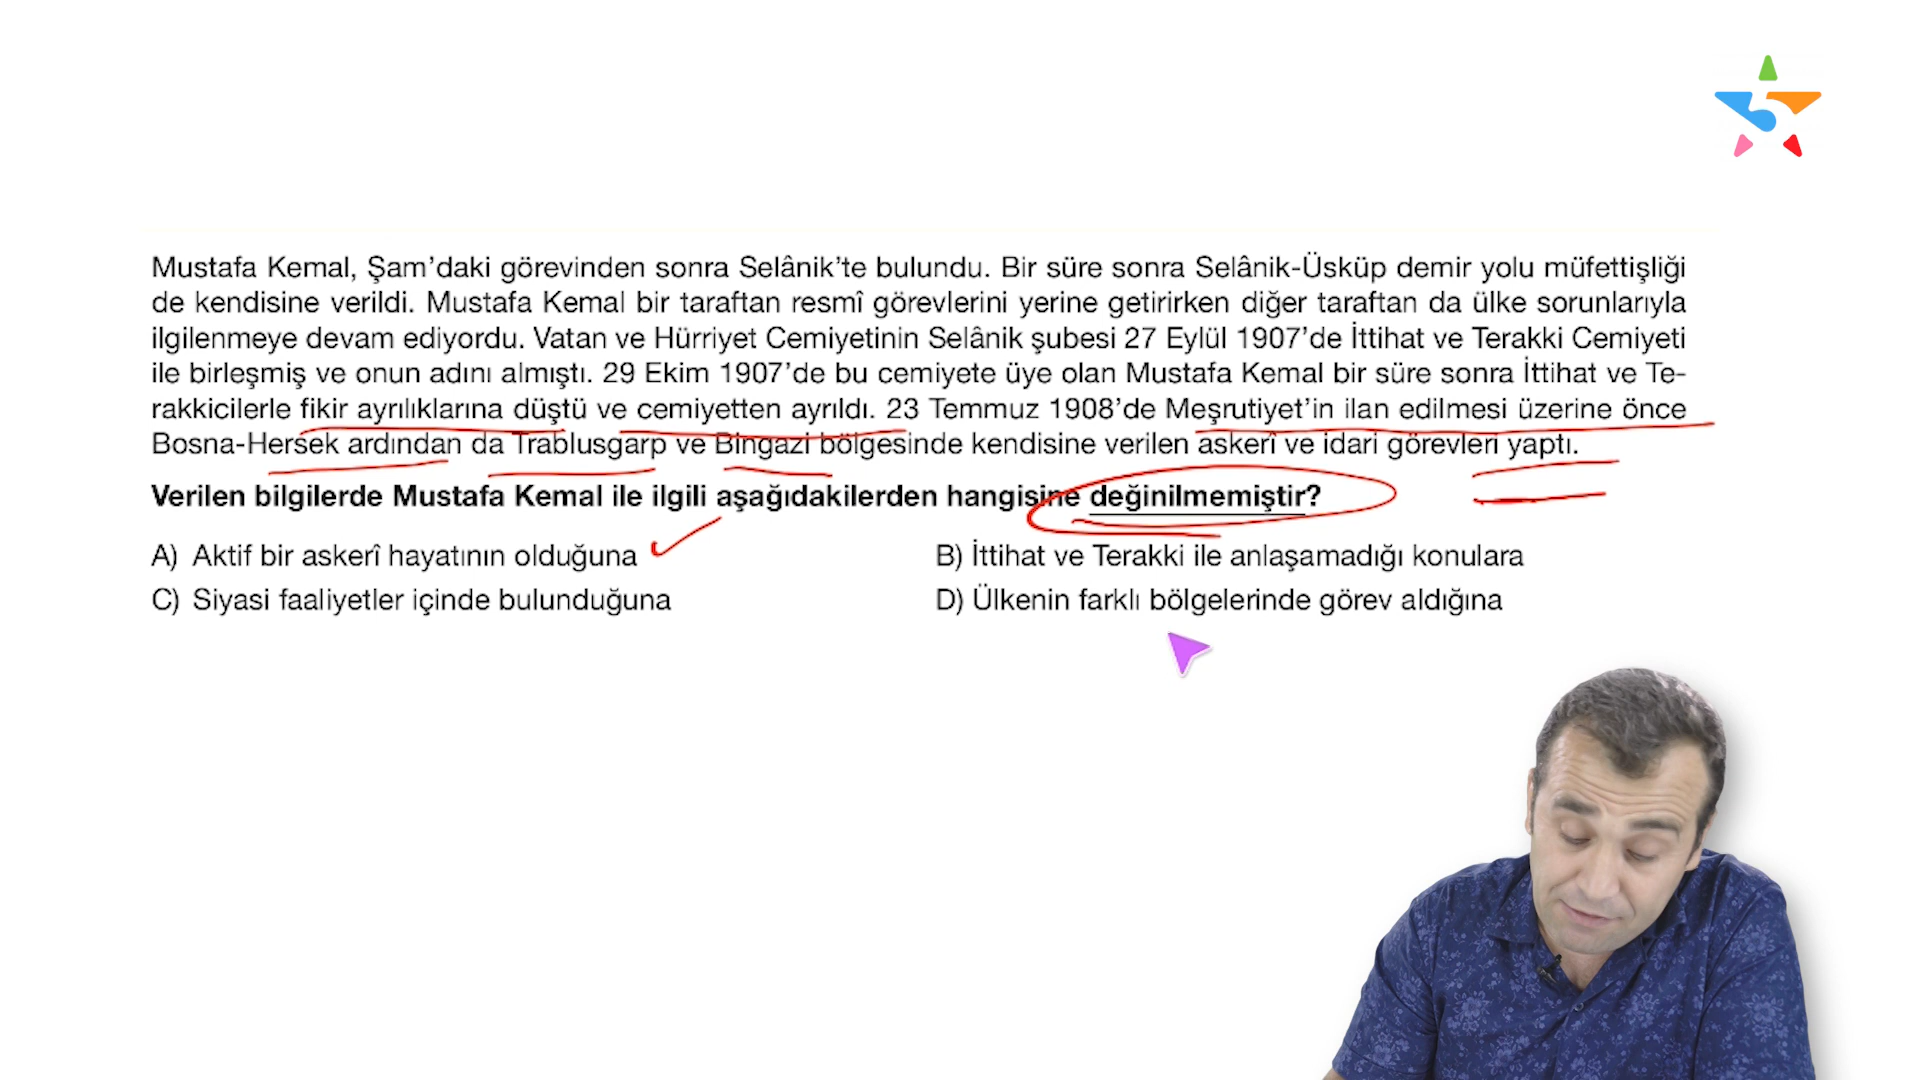 Mustafa Kemal, Şam’daki görevinden sonra Selânik’te bulundu. Bir süre sonra Selânik-Üsküp demir yolu müfettişliği
de kendisine verildi. Mustafa Kemal bir taraftan resmî görevlerini yerine getirirken diğer taraftan da ülke sorunlarıyla
ilgilenmeye devam ediyordu. Vatan ve Hürriyet Cemiyetinin Selânik şubesi 27 Eylül 1907’de İttihat ve Terakki Cemiyeti
ile birleşmiş ve onun adını almıştı. 29 Ekim 1907’de bu cemiyete üye olan Mustafa Kemal bir süre sonra İttihat ve Te-
rakkicilerle fikir ayrılıklarına düştü ve cemiyetten ayrıldı. 23 Temmuz 1908’de Meşrutiyet’in ilan edilmesi üzerine önce
Bosna-Hersek ardından da Trablusgarp ve Bingazi bölgesinde kendisine verilen askerî ve idari görevleri yaptı.
Verilen bilgilerde Mustafa Kemal ile ilgili aşağıdakilerden hangisine değinilmemiştir?
A) Aktif bir askerî hayatının olduğuna
B) İttihat ve Terakki ile anlaşamadığı konulara
C) Siyasi faaliyetler içinde bulunduğuna
D) Ülkenin farklı bölgelerinde görev aldığına